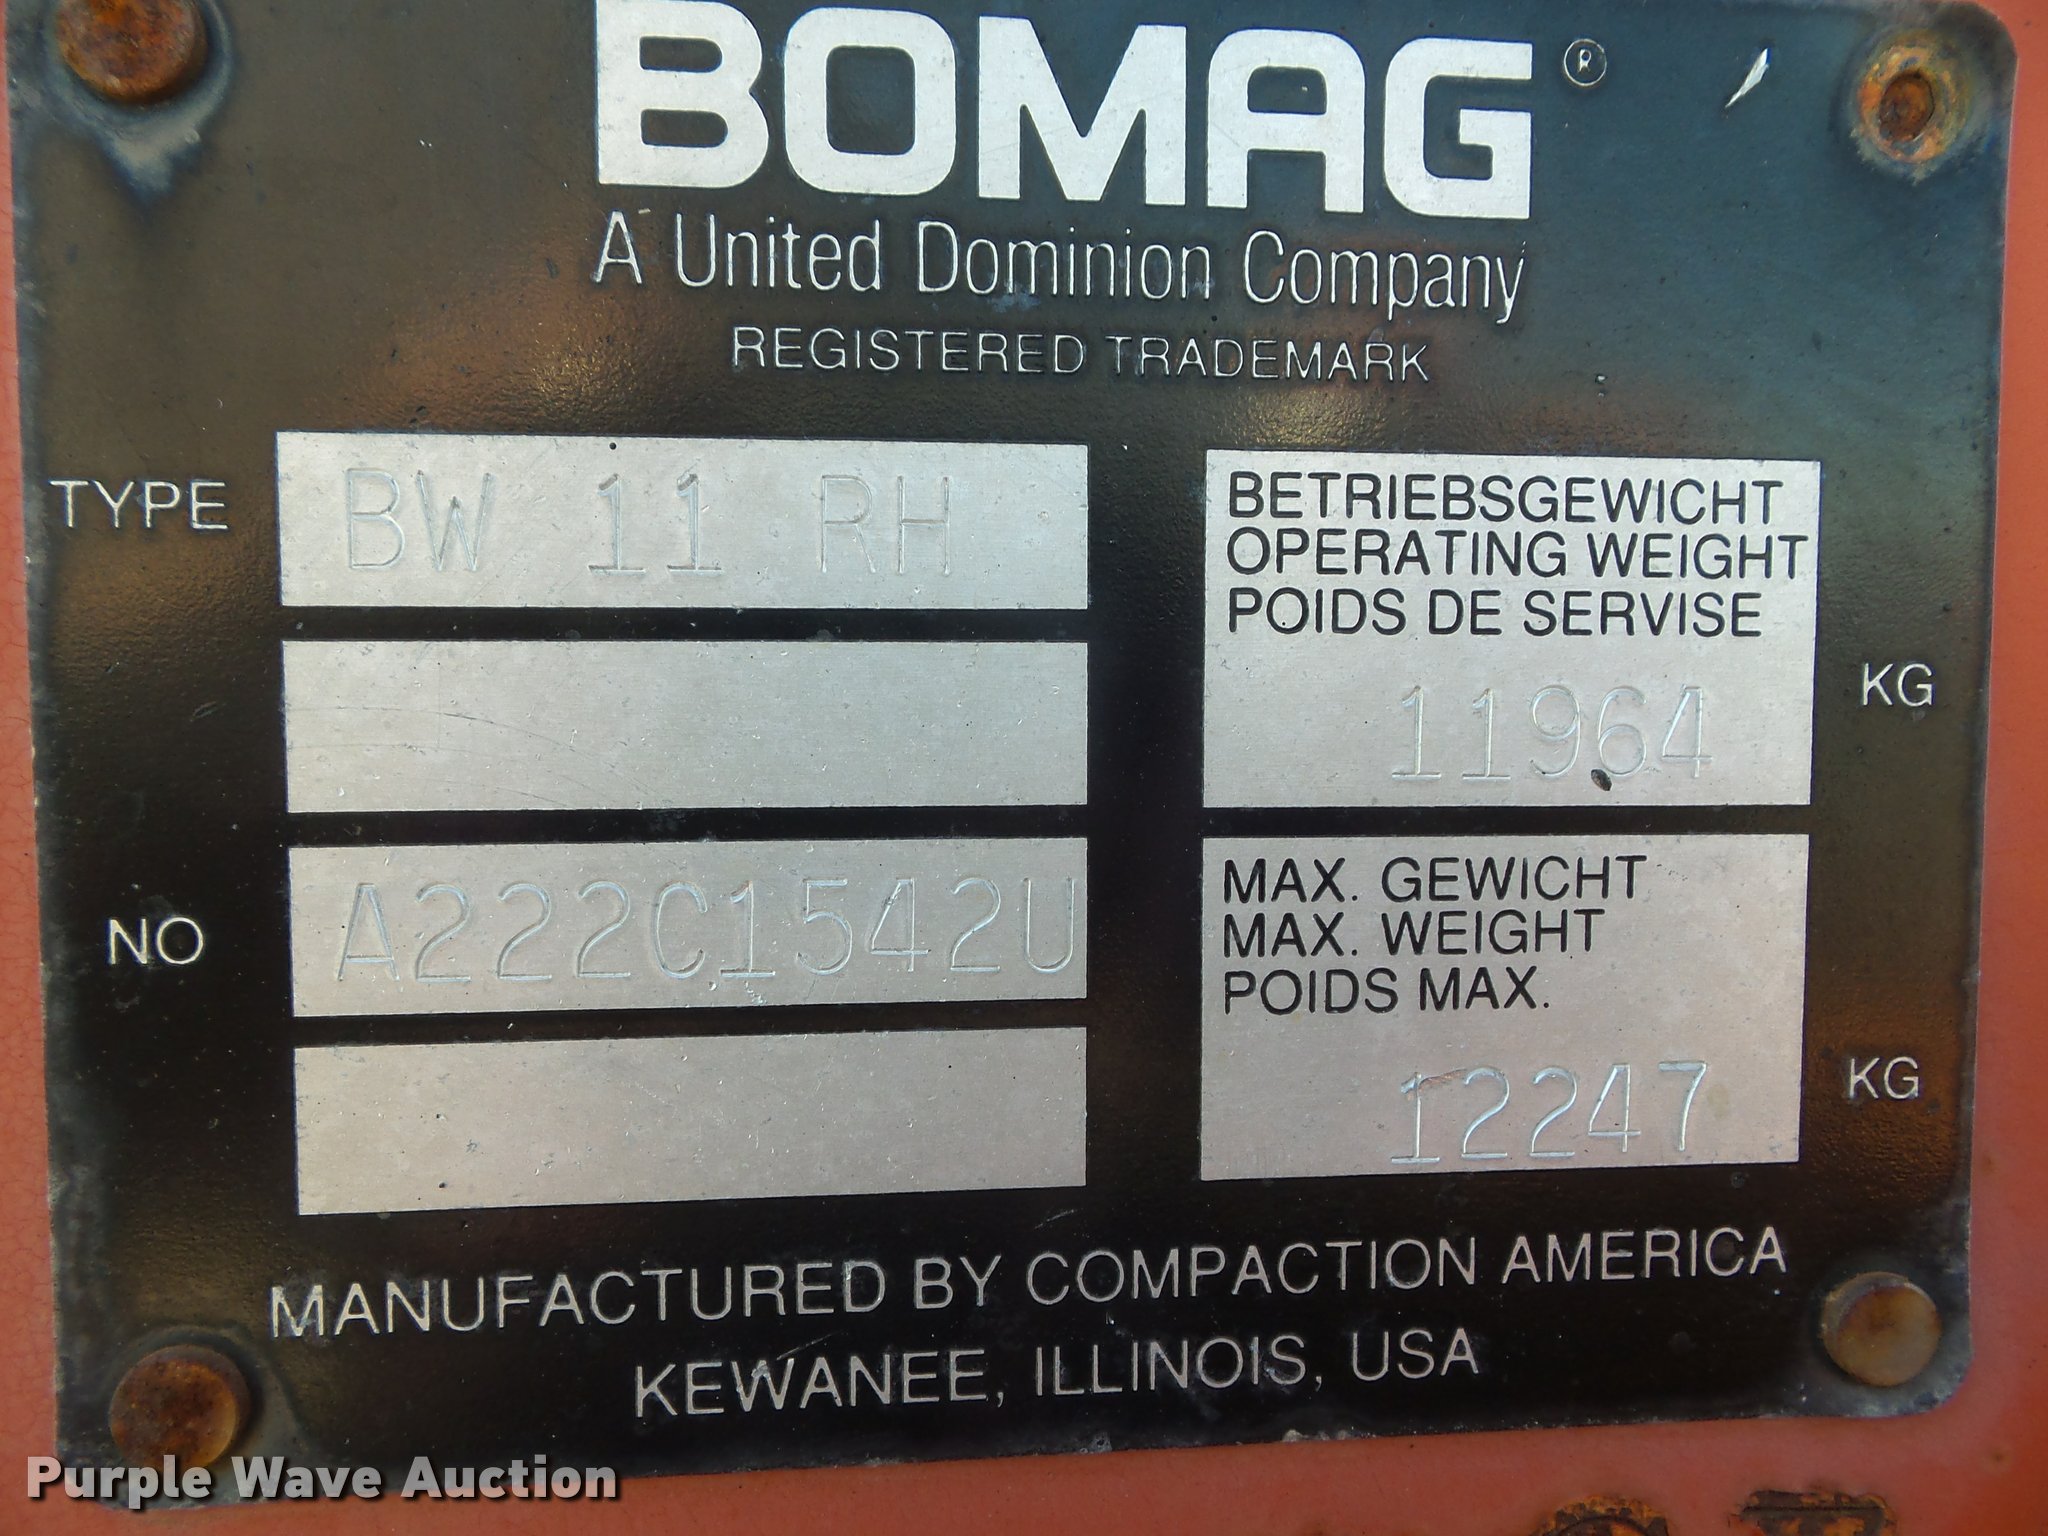 BOMAG®
A United Dominion Company
REGISTERED TRADEMARK
TYPE BW 11 RH
NO A222C1542U
BETRIEBSGEWICHT
OPERATING WEIGHT
POIDS DE SERVISE
11964 KG
MAX. GEWICHT
MAX. WEIGHT
POIDS MAX.
12247 KG
MANUFACTURED BY COMPACTION AMERICA
KEWANEE, ILLINOIS, USA
Purple Wave Auction